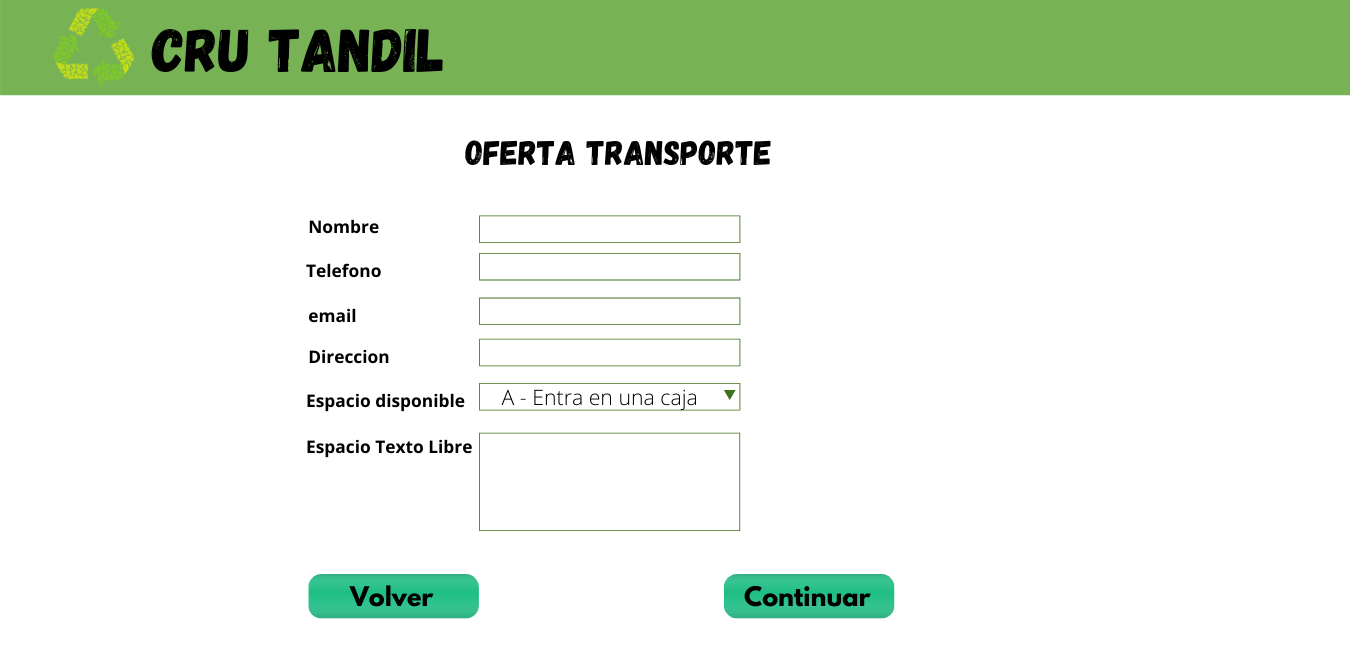 CRU TANDIL
OFERTA TRANSPORTE
Nombre
Telefono
email
Direccion
Espacio disponible
A - Entra en una caja
Espacio Texto Libre
Volver
Continuar